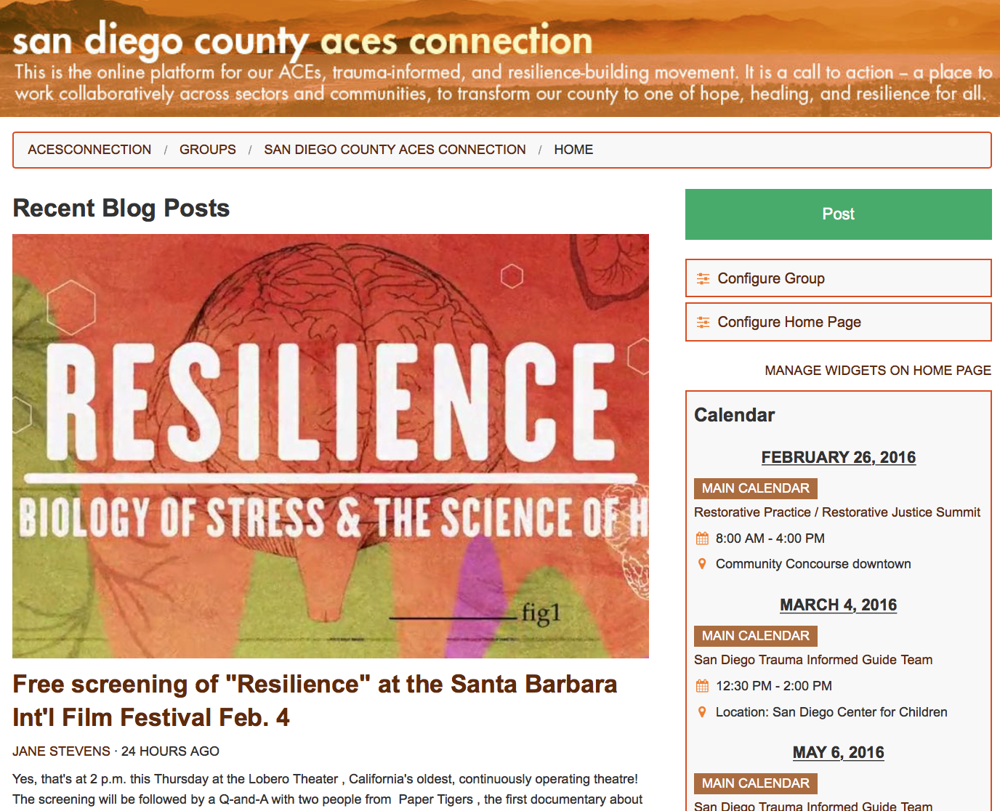 san diego county aces connection
This is the online platform for our ACEs, trauma-informed, and resilience-building movement. It is a call to action – a place to
work collaboratively across sectors and communities, to transform our county to one of hope, healing, and resilience for all.
ACESCONNECTION / GROUPS / SAN DIEGO COUNTY ACES CONNECTION / HOME
Recent Blog Posts
RESILIENCE
BIOLOGY OF STRESS & THE SCIENCE OF H
fig1
Free screening of "Resilience" at the Santa Barbara
Int'l Film Festival Feb. 4
JANE STEVENS · 24 HOURS AGO
Yes, that's at 2 p.m. this Thursday at the Lobero Theater , California's oldest, continuously operating theatre!
The screening will be followed by a Q-and-A with two people from Paper Tigers , the first documentary about
Post
Configure Group
Configure Home Page
MANAGE WIDGETS ON HOME PAGE
Calendar
FEBRUARY 26, 2016
MAIN CALENDAR
Restorative Practice / Restorative Justice Summit
8:00 AM - 4:00 PM
Community Concourse downtown
MARCH 4, 2016
MAIN CALENDAR
San Diego Trauma Informed Guide Team
12:30 PM - 2:00 PM
Location: San Diego Center for Children
MAY 6, 2016
MAIN CALENDAR
San Diego Trauma Informed Guide Team